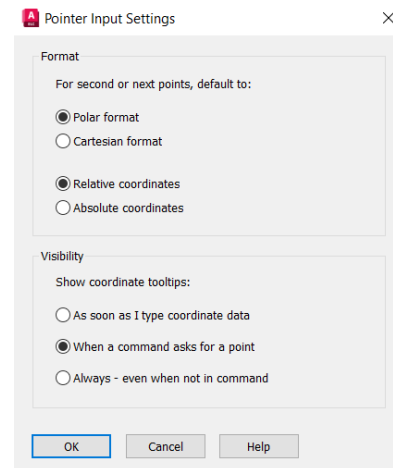 Pointer Input Settings
Format
For second or next points, default to:
Polar format
Cartesian format
Relative coordinates
Absolute coordinates
Visibility
Show coordinate tooltips:
As soon as I type coordinate data
When a command asks for a point
Always - even when not in command
OK Cancel Help